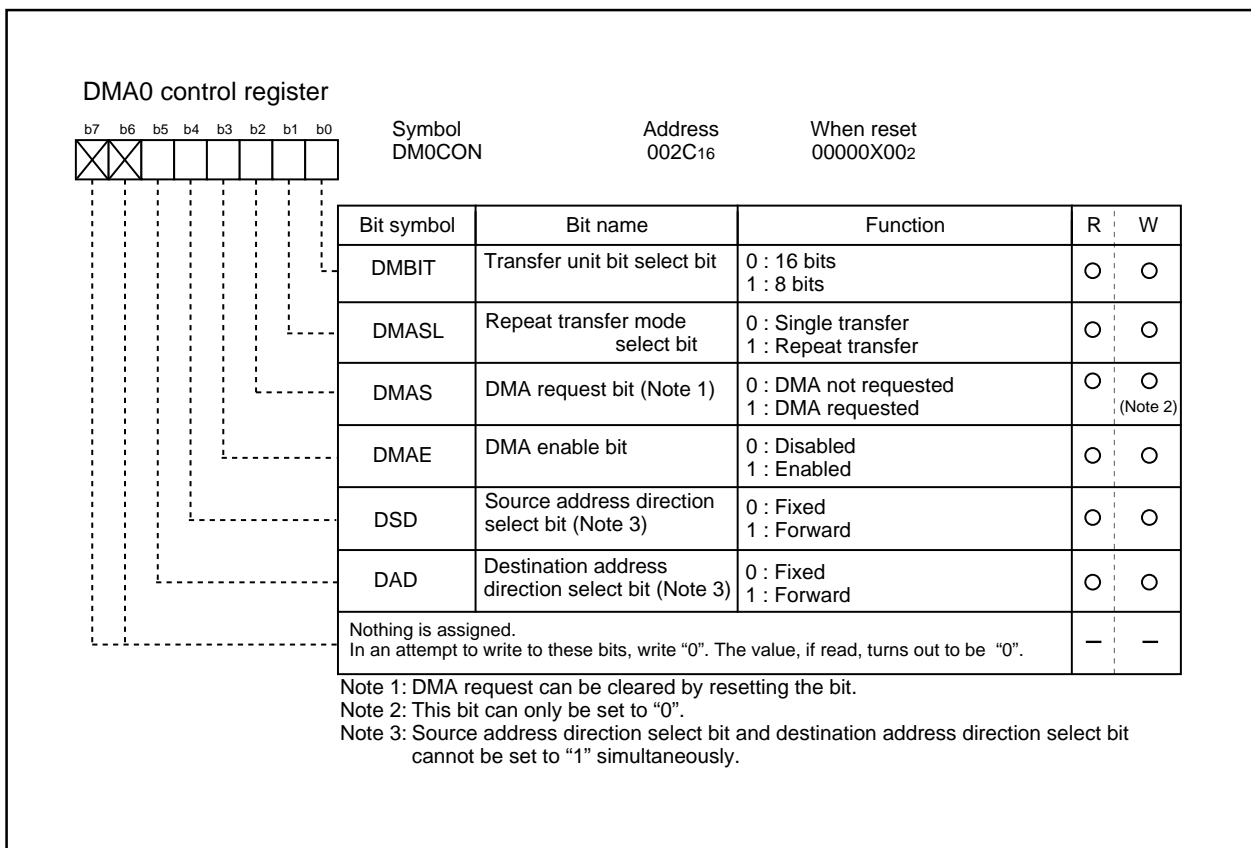 DMA0 control register
b7 b6 b5 b4 b3 b2 b1 b0
Symbol Address When reset
DM0CON 002C16 00000X002
Bit symbol Bit name Function R W
DMBIT Transfer unit bit select bit 0 : 16 bits
1 : 8 bits
DMASL Repeat transfer mode 0 : Single transfer
select bit 1 : Repeat transfer
DMAS DMA request bit (Note 1) 0 : DMA not requested
1 : DMA requested (Note 2)
DMAE DMA enable bit 0 : Disabled
1 : Enabled
DSD Source address direction 0 : Fixed
select bit (Note 3) 1 : Forward
DAD Destination address 0 : Fixed
direction select bit (Note 3) 1 : Forward
Nothing is assigned.
In an attempt to write to these bits, write “0”. The value, if read, turns out to be “0”. – –
Note 1: DMA request can be cleared by resetting the bit.
Note 2: This bit can only be set to “0”.
Note 3: Source address direction select bit and destination address direction select bit
cannot be set to “1” simultaneously.